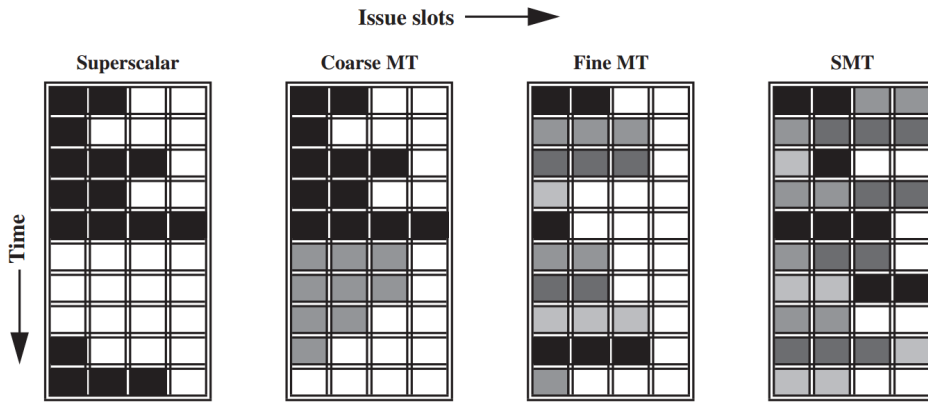 Issue slots
Superscalar
Coarse MT
Fine MT
SMT
Time